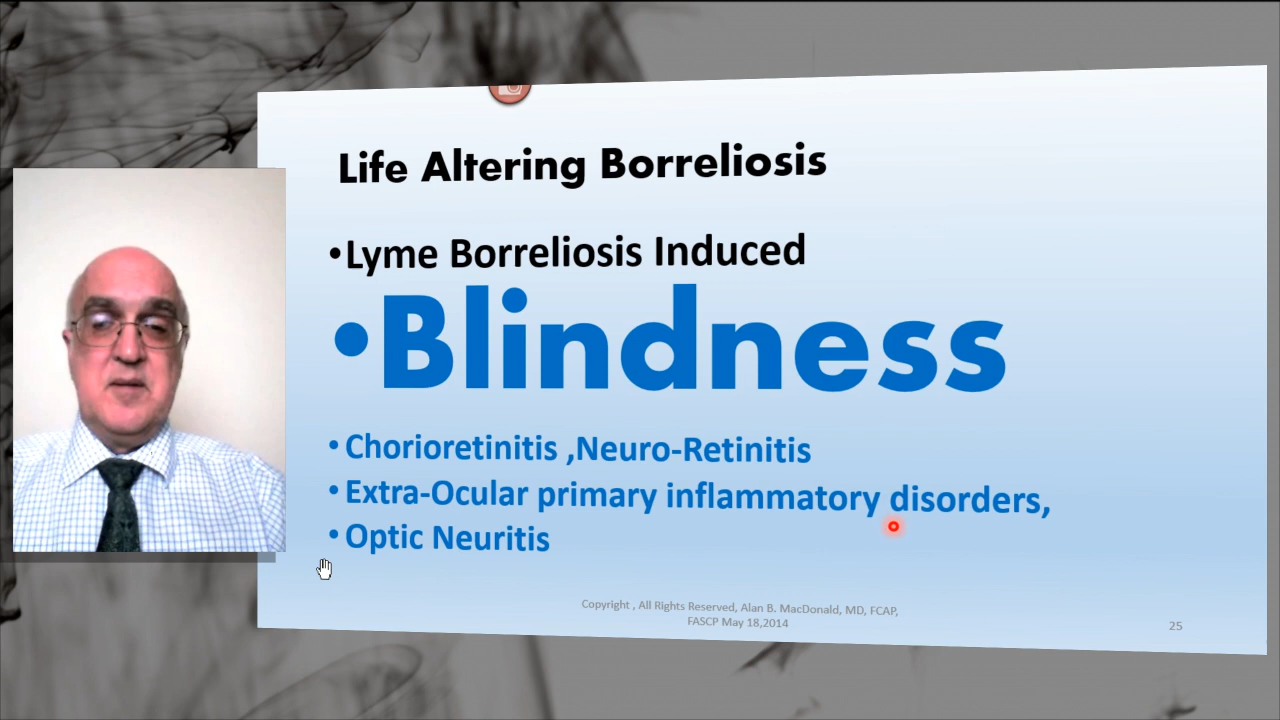 Life Altering Borreliosis
•Lyme Borreliosis Induced
•Blindness
•Chorioretinitis ,Neuro-Retinitis
•Extra-Ocular primary inflammatory disorders,
•Optic Neuritis
Copyright , All Rights Reserved, Alan B. MacDonald, MD, FCAP,
FASCP May 18,2014
25